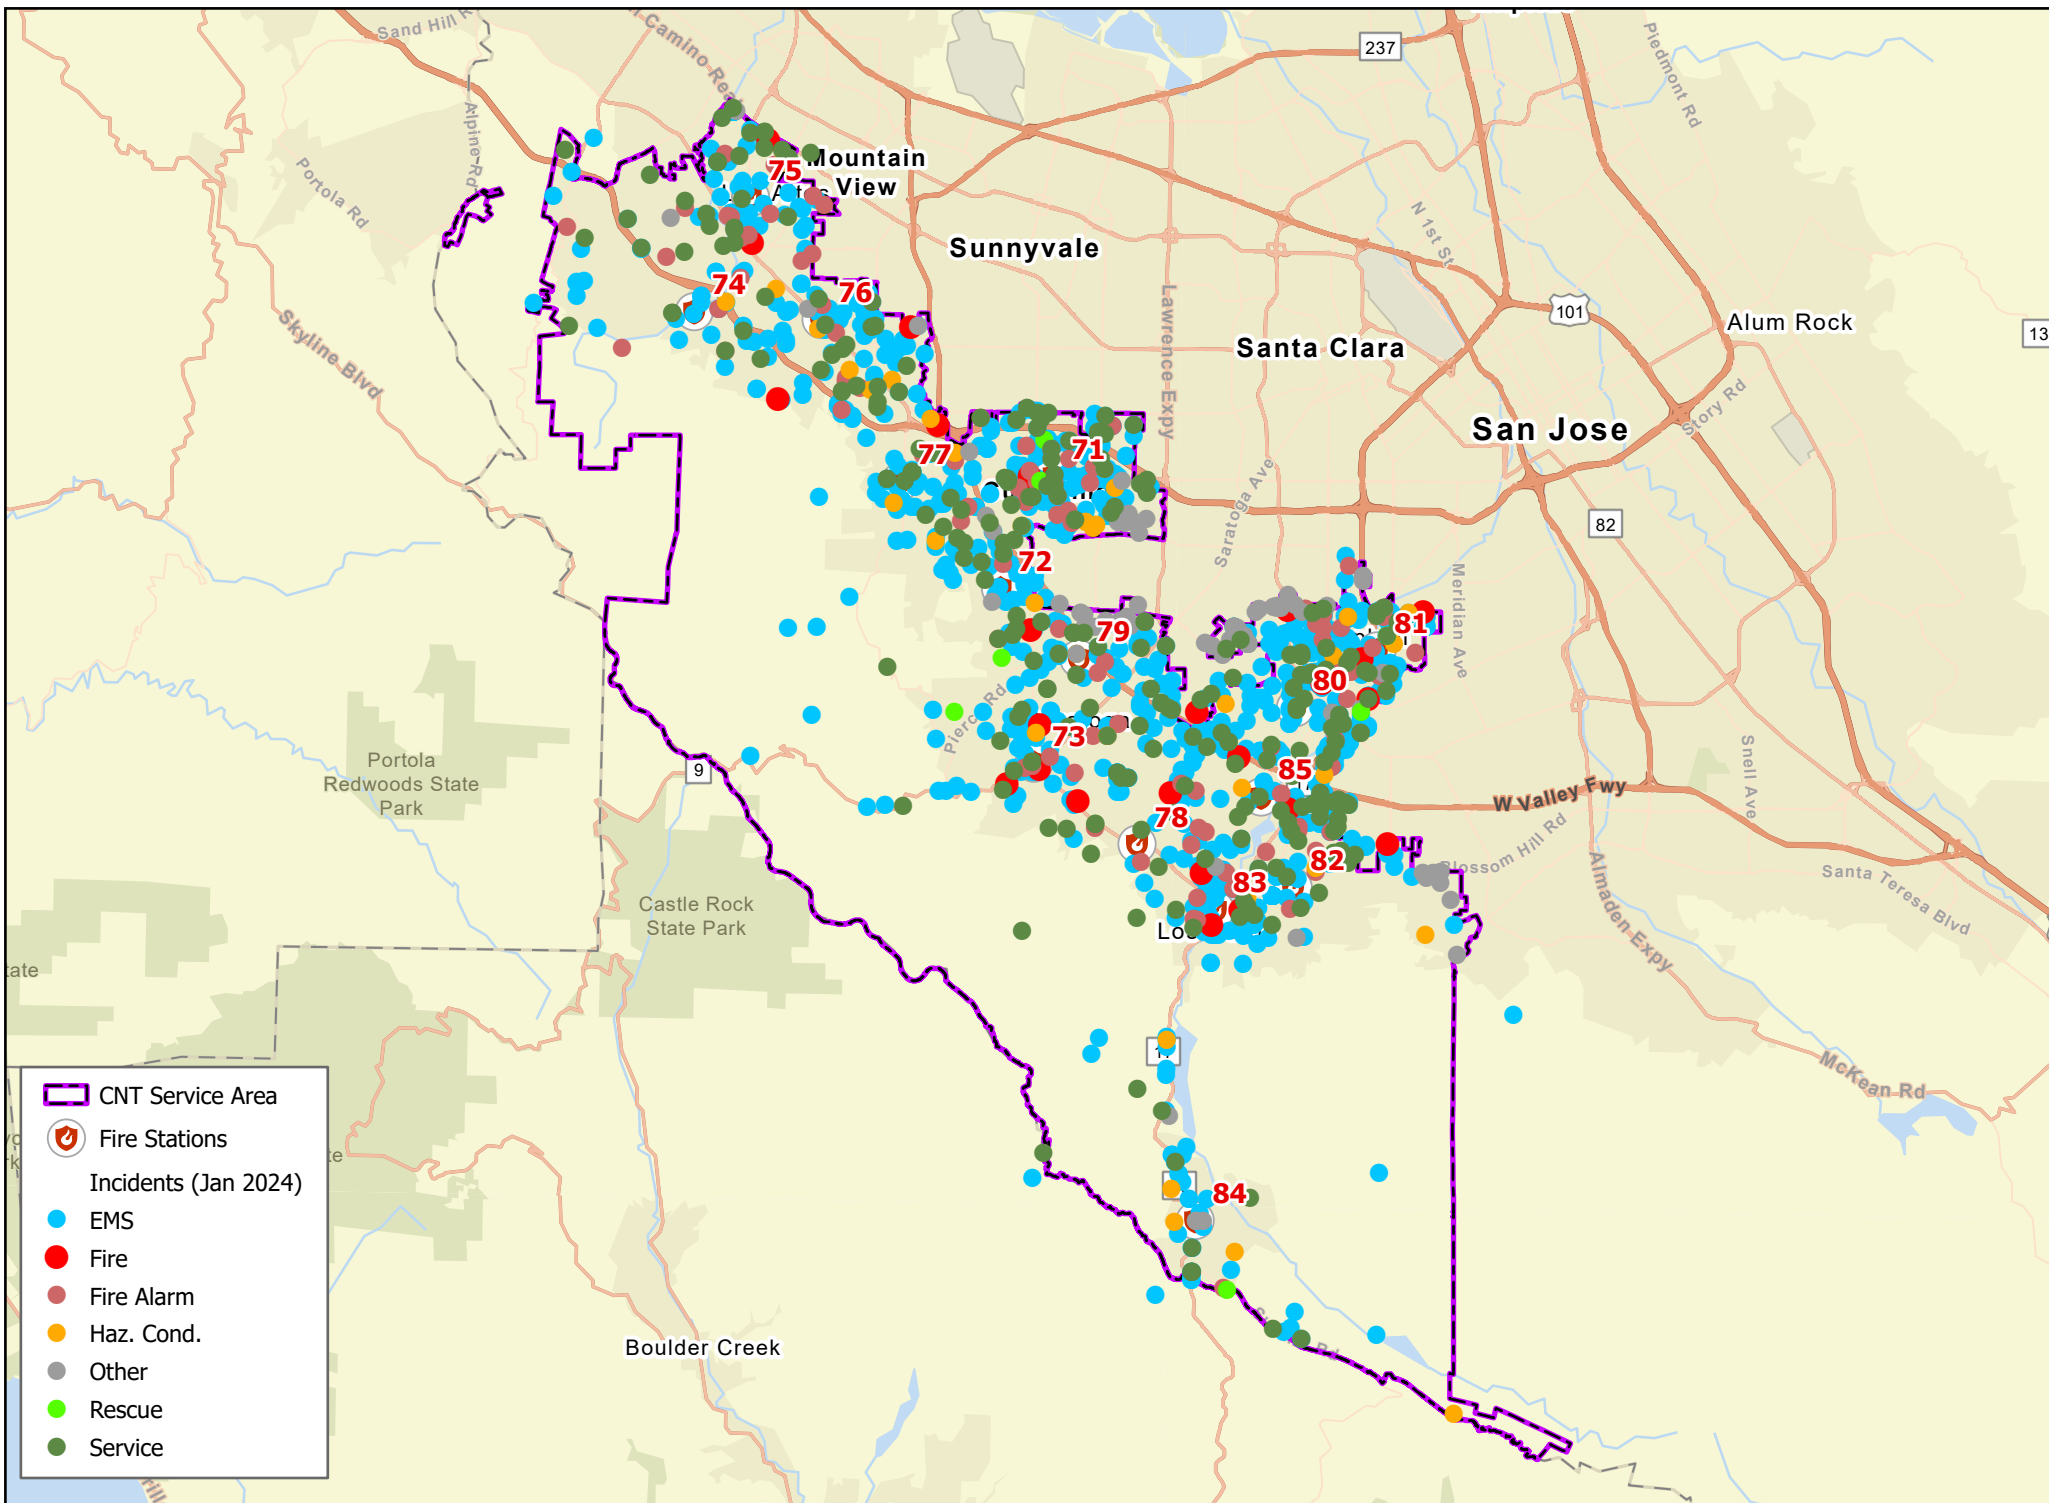 Sand Hill R
Camino Real
237
Piedmont Rd
Alpine Rd
Portola Rd
75
Mountain
View
N 1st St
Sunnyvale
74
76
Lawrence Expy
101
Alum Rock
13
Skyline Blvd
Santa Clara
Story Rd
San Jose
77
71
Saratoga Ave
82
72
Meridian Ave
79
81
80
Pierce Rd
73
Portola
Redwoods State
Park
9
85
Snell Ave
W Valley Fwy
78
Blossom Hill Rd
82
83
Almaden Expy
Santa Teresa Blvd
Castle Rock
State Park
Los
tate
McKean Rd
84
te
Rd
Boulder Creek
CNT Service Area
Fire Stations
Incidents (Jan 2024)
EMS
Fire
Fire Alarm
Haz. Cond.
Other
Rescue
Service